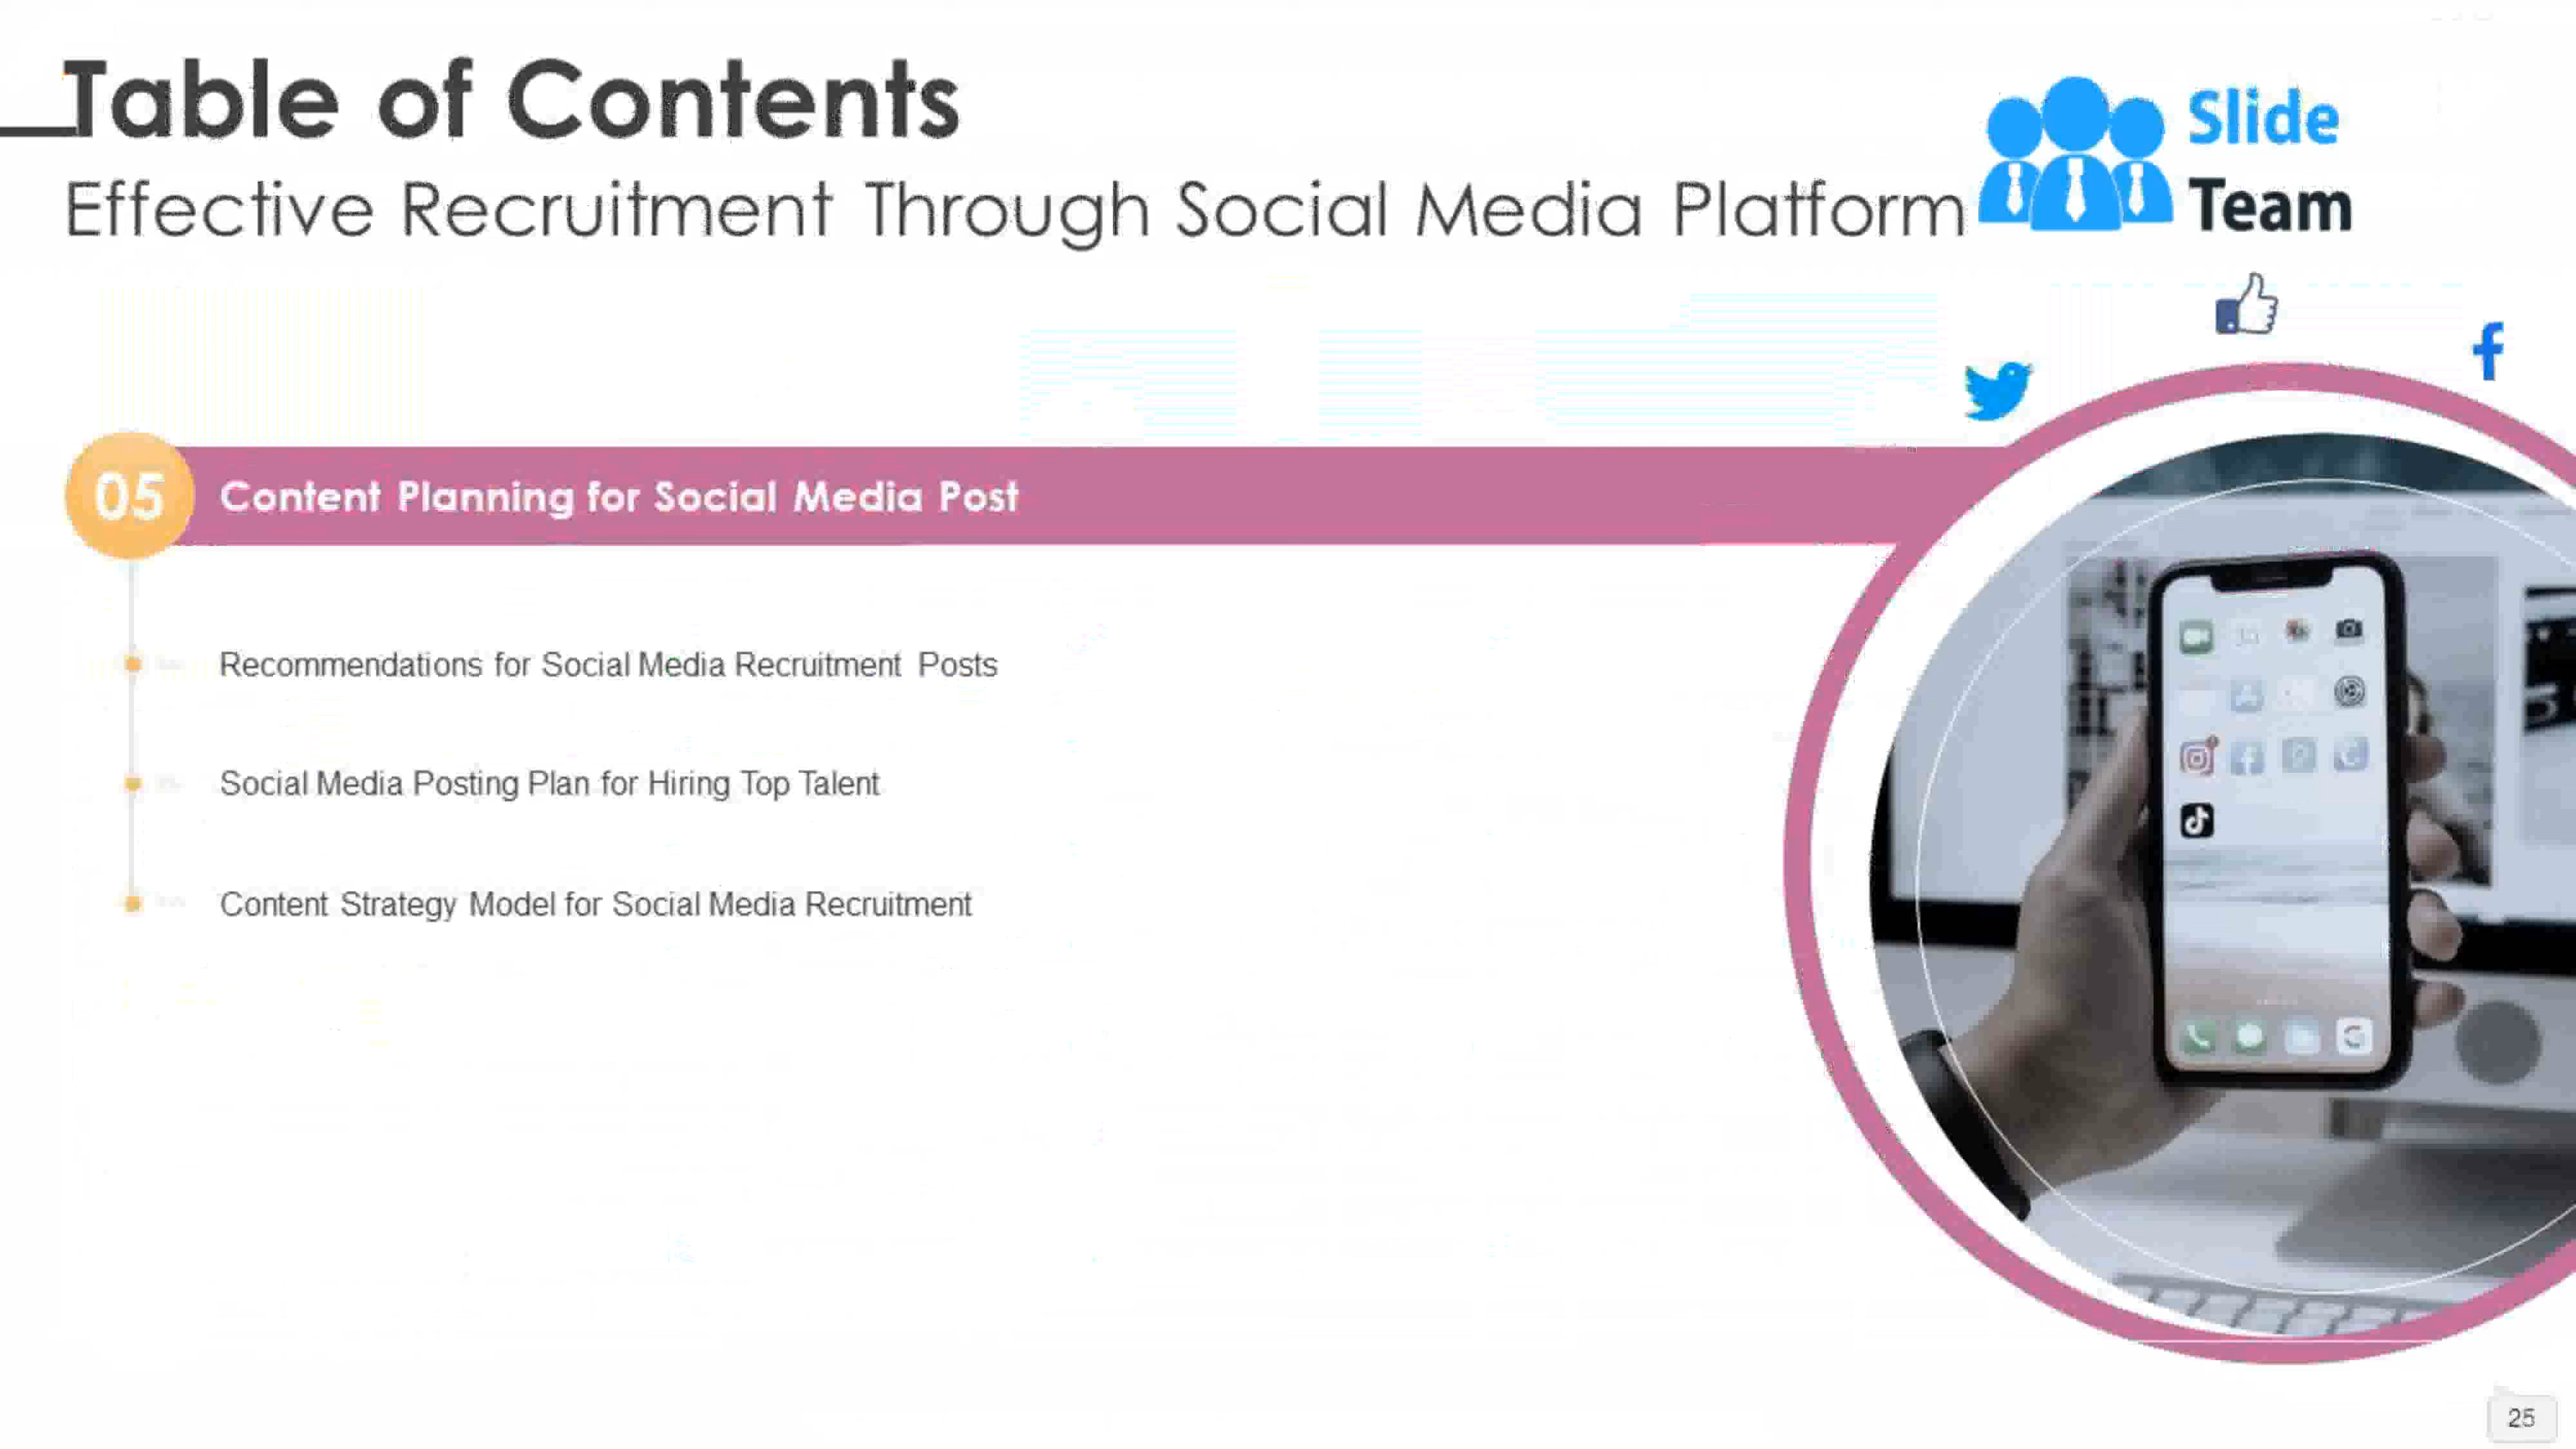 Table of Contents
Effective Recruitment Through Social Media Platform
Slide
Team
05
Content Planning for Social Media Post
Recommendations for Social Media Recruitment Posts
Social Media Posting Plan for Hiring Top Talent
Content Strategy Model for Social Media Recruitment
25